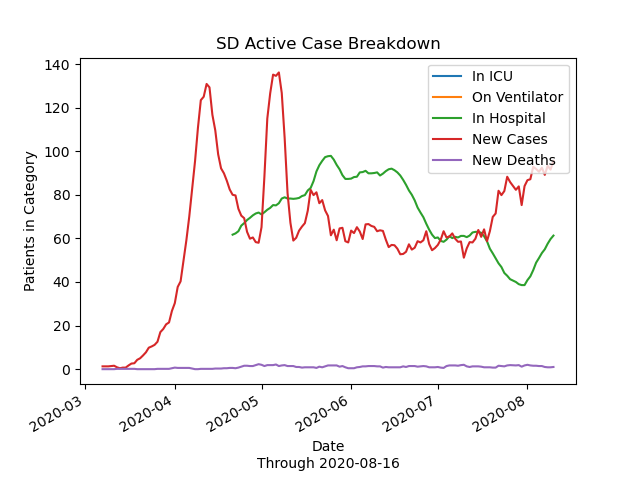 SD Active Case Breakdown
In ICU
On Ventilator
In Hospital
New Cases
New Deaths
Patients in Category
140
120
100
80
60
40
20
0
2020-03
2020-04
2020-05
2020-06
2020-07
2020-08
Date
Through 2020-08-16